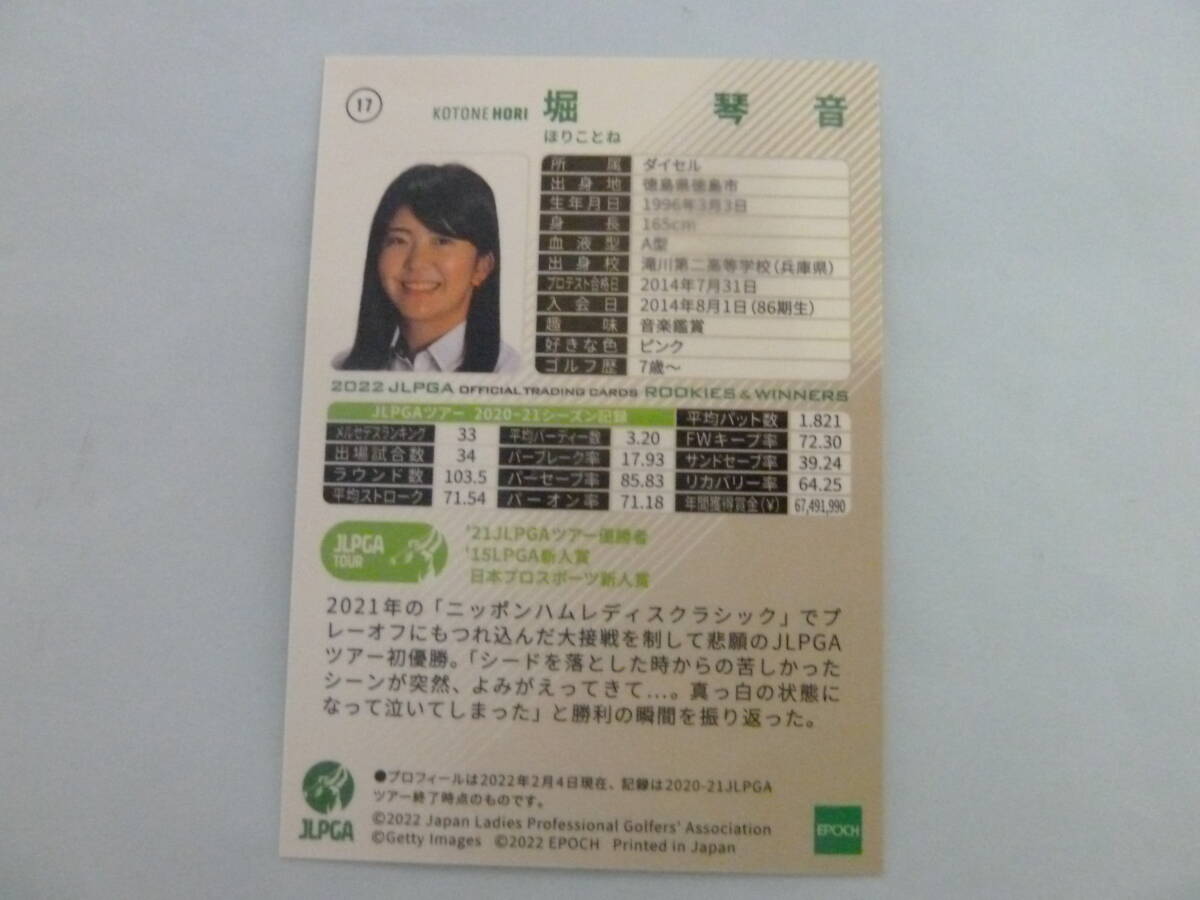 17
KOTONE HORI 堀 琴 音
ほりことね
所属 ダイセル
出身地 徳島県徳島市
生年月日 1996年3月3日
身長 165cm
血液型 A型
出身校 滝川第二高等学校(兵庫県)
プロテスト合格日 2014年7月31日
入会日 2014年8月1日(86期生)
趣味 音楽鑑賞
好きな色 ピンク
ゴルフ歴 7歳〜
2022 JLPGA OFFICIAL TRADING CARDS ROOKIES & WINNERS
JLPGAツアー 2020-21シーズン記録 平均パット数 1.821
メルセデスランキング 33 平均バーディー数 3.20 FWキープ率 72.30
出場試合数 34 パーブレーク率 17.93 サンドセーブ率 39.24
ラウンド数 103.5 パーセーブ率 85.83 リカバリー率 64.25
平均ストローク 71.54 パーオン率 71.18 年間獲得賞金(¥) 67,491,990
JLPGA
TOUR
'21JLPGAツアー優勝者
'15LPGA新人賞
日本プロスポーツ新人賞
2021年の「ニッポンハムレディスクラシック」でプ
レーオフにもつれ込んだ大接戦を制して悲願のJLPGA
ツアー初優勝。「シードを落とした時からの苦しかった
シーンが突然、よみがえってきて…。真っ白の状態に
なって泣いてしまった」と勝利の瞬間を振り返った。
●プロフィールは2022年2月4日現在、記録は2020-21JLPGA
ツアー終了時点のものです。
©2022 Japan Ladies Professional Golfers' Association
©Getty Images ©2022 EPOCH Printed in Japan
JLPGA
EPOCH